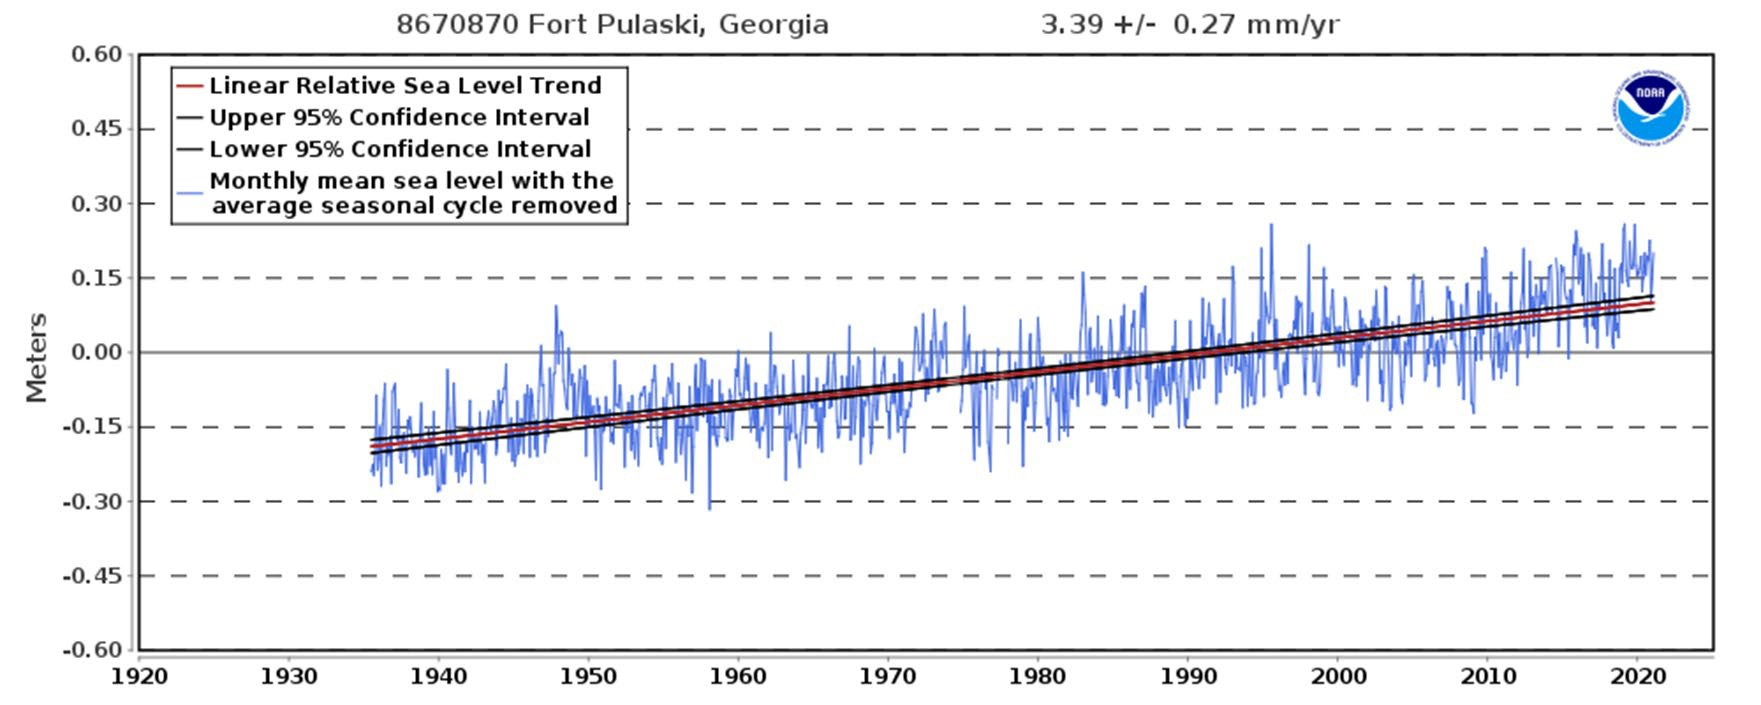 8670870 Fort Pulaski, Georgia 3.39 +/- 0.27 mm/yr
0.60
Linear Relative Sea Level Trend
Upper 95% Confidence Interval
Lower 95% Confidence Interval
Monthly mean sea level with the
average seasonal cycle removed
NOAA
0.45
0.30
0.15
0.00
-0.15
-0.30
-0.45
-0.60
Meters
1920 1930 1940 1950 1960 1970 1980 1990 2000 2010 2020